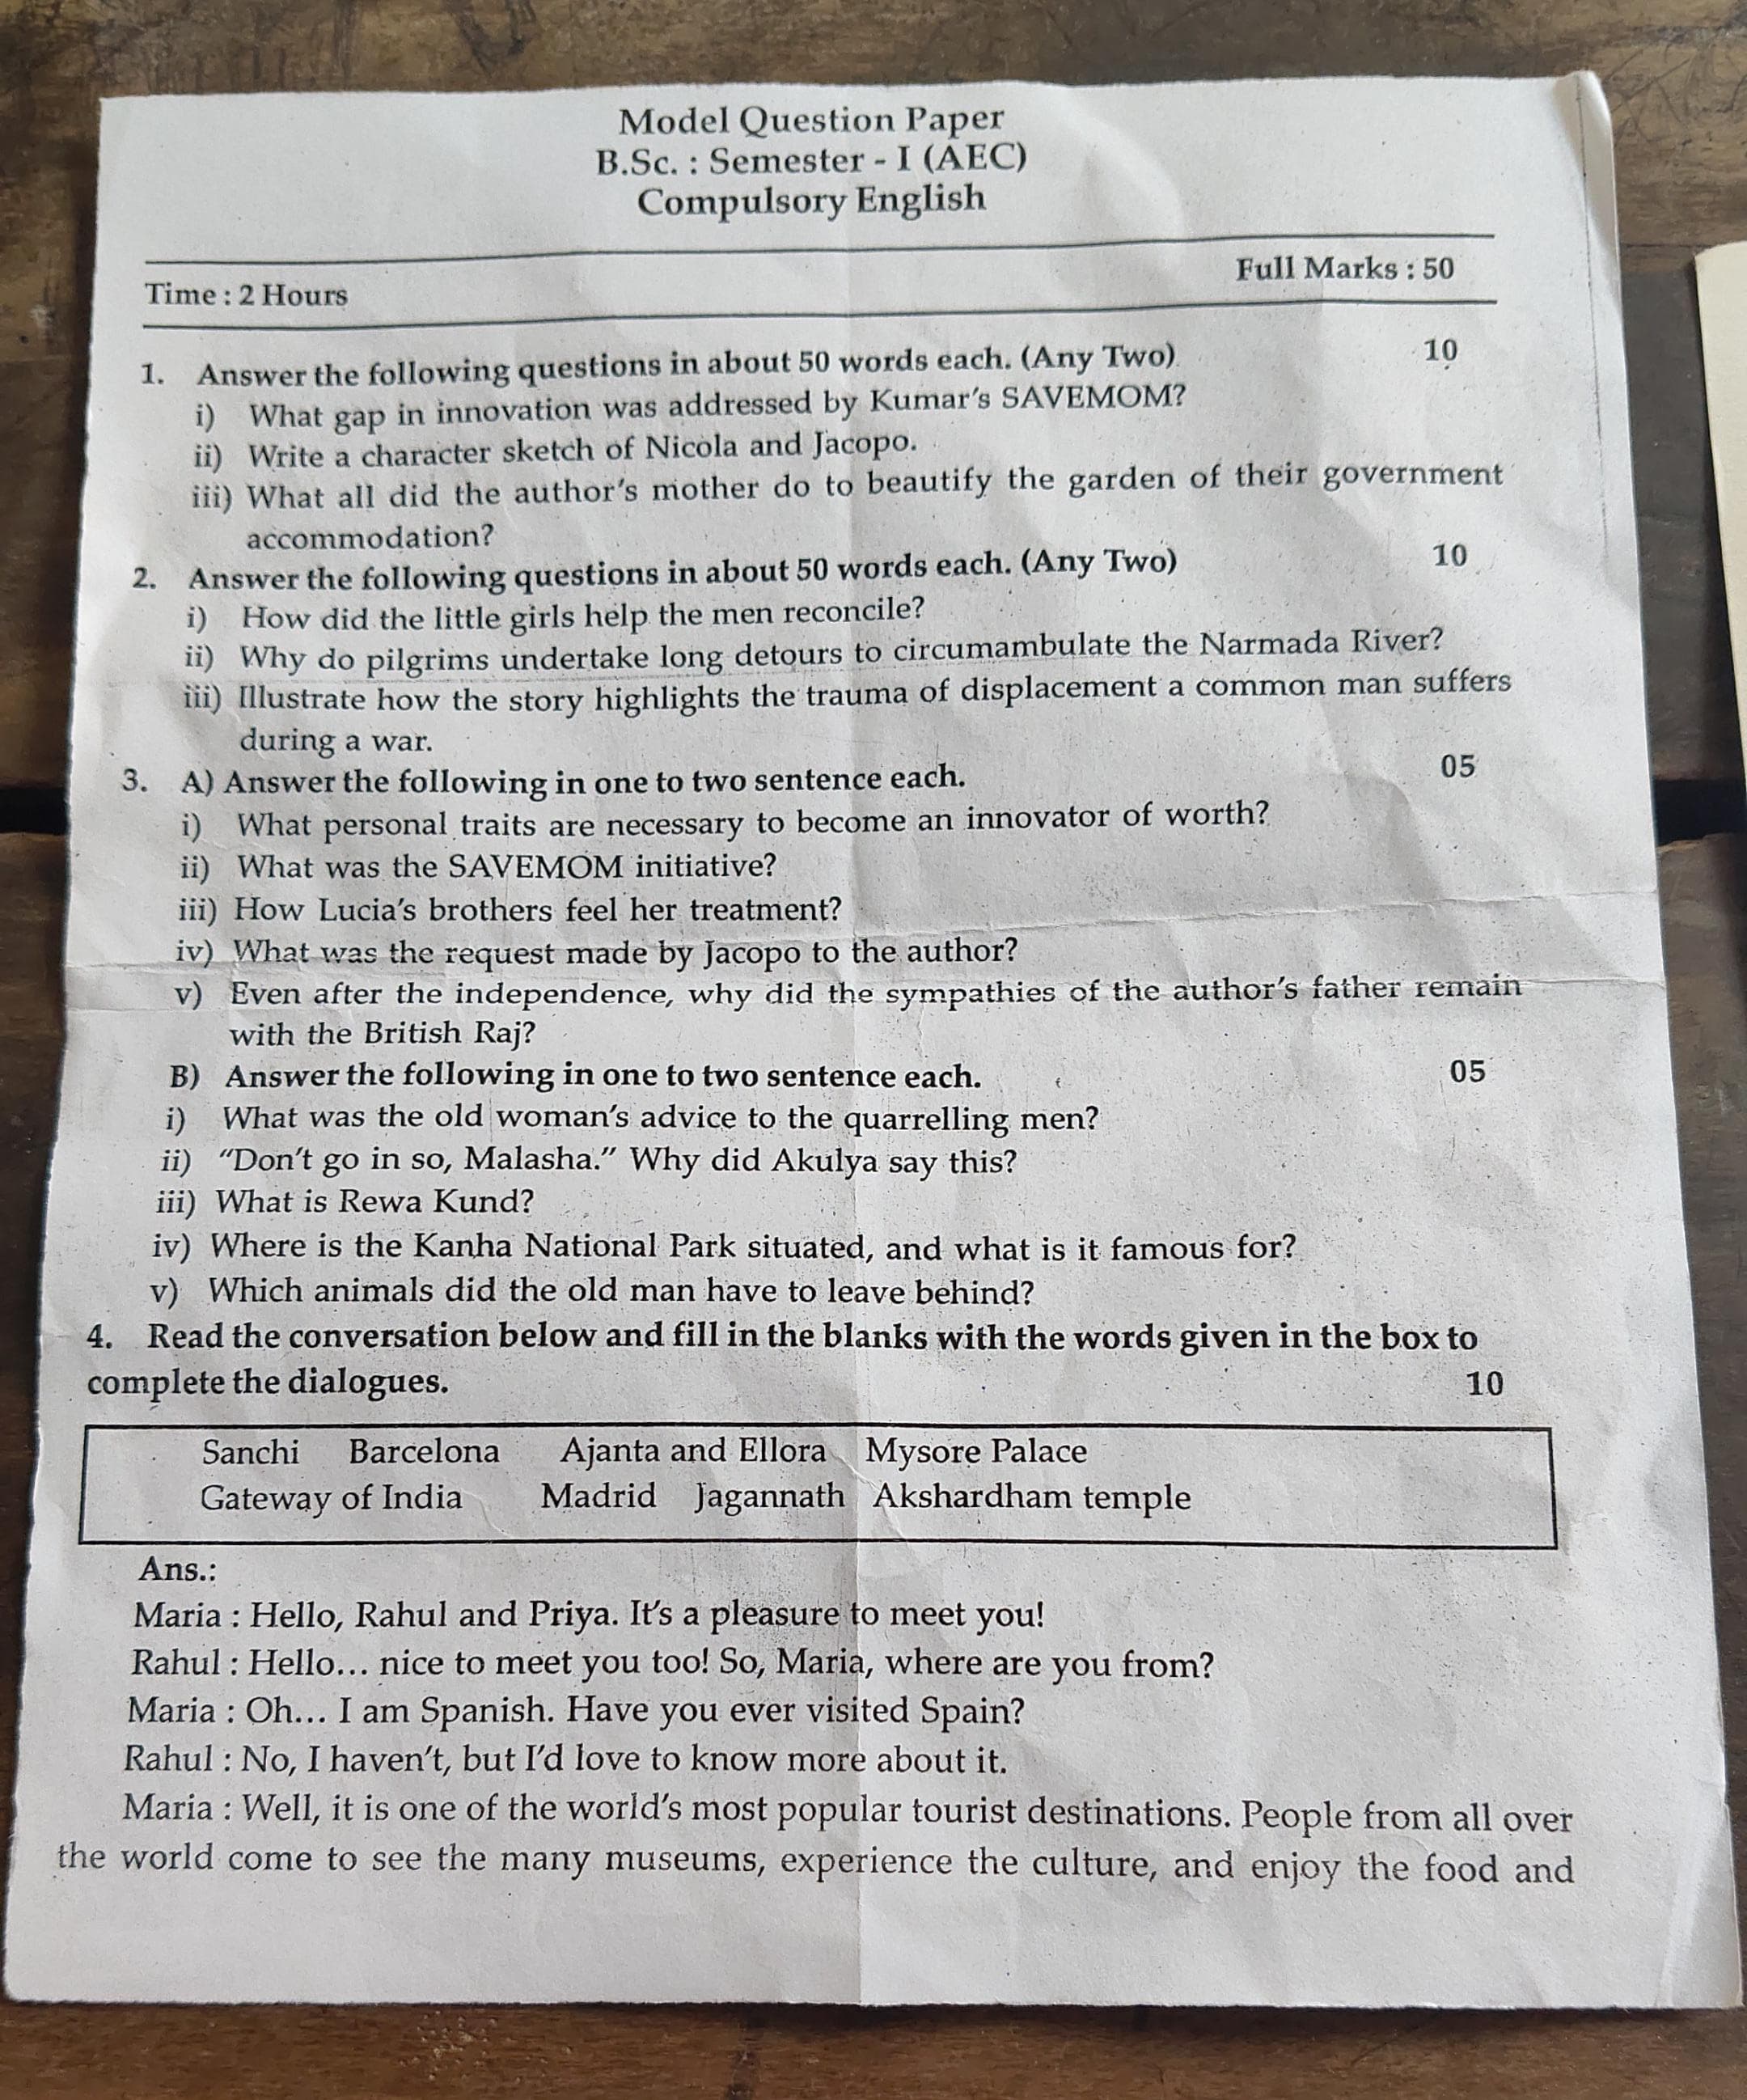 Model Question Paper
B.Sc. : Semester - I (AEC)
Compulsory English
Time : 2 Hours Full Marks : 50
1. Answer the following questions in about 50 words each. (Any Two) 10
i) What gap in innovation was addressed by Kumar's SAVEMOM?
ii) Write a character sketch of Nicola and Jacopo.
iii) What all did the author's mother do to beautify the garden of their government
accommodation?
2. Answer the following questions in about 50 words each. (Any Two) 10
i) How did the little girls help the men reconcile?
ii) Why do pilgrims undertake long detours to circumambulate the Narmada River?
iii) Illustrate how the story highlights the trauma of displacement a common man suffers
during a war.
3. A) Answer the following in one to two sentence each. 05
i) What personal traits are necessary to become an innovator of worth?
ii) What was the SAVEMOM initiative?
iii) How Lucia's brothers feel her treatment?
iv) What was the request made by Jacopo to the author?
v) Even after the independence, why did the sympathies of the author's father remain
with the British Raj?
B) Answer the following in one to two sentence each. 05
i) What was the old woman's advice to the quarrelling men?
ii) "Don't go in so, Malasha." Why did Akulya say this?
iii) What is Rewa Kund?
iv) Where is the Kanha National Park situated, and what is it famous for?
v) Which animals did the old man have to leave behind?
4. Read the conversation below and fill in the blanks with the words given in the box to
complete the dialogues. 10
Sanchi Barcelona Ajanta and Ellora Mysore Palace
Gateway of India Madrid Jagannath Akshardham temple
Ans.:
Maria : Hello, Rahul and Priya. It's a pleasure to meet you!
Rahul : Hello... nice to meet you too! So, Maria, where are you from?
Maria : Oh... I am Spanish. Have you ever visited Spain?
Rahul : No, I haven't, but I'd love to know more about it.
Maria : Well, it is one of the world's most popular tourist destinations. People from all over
the world come to see the many museums, experience the culture, and enjoy the food and